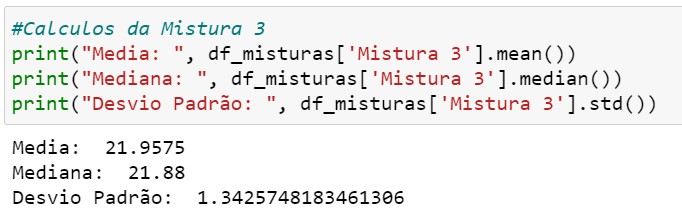 #Calculos da Mistura 3
print("Media: ", df_misturas['Mistura 3'].mean())
print("Mediana: ", df_misturas['Mistura 3'].median())
print("Desvio Padrão: ", df_misturas['Mistura 3'].std())
Media:  21.9575
Mediana:  21.88
Desvio Padrão:  1.3425748183461306